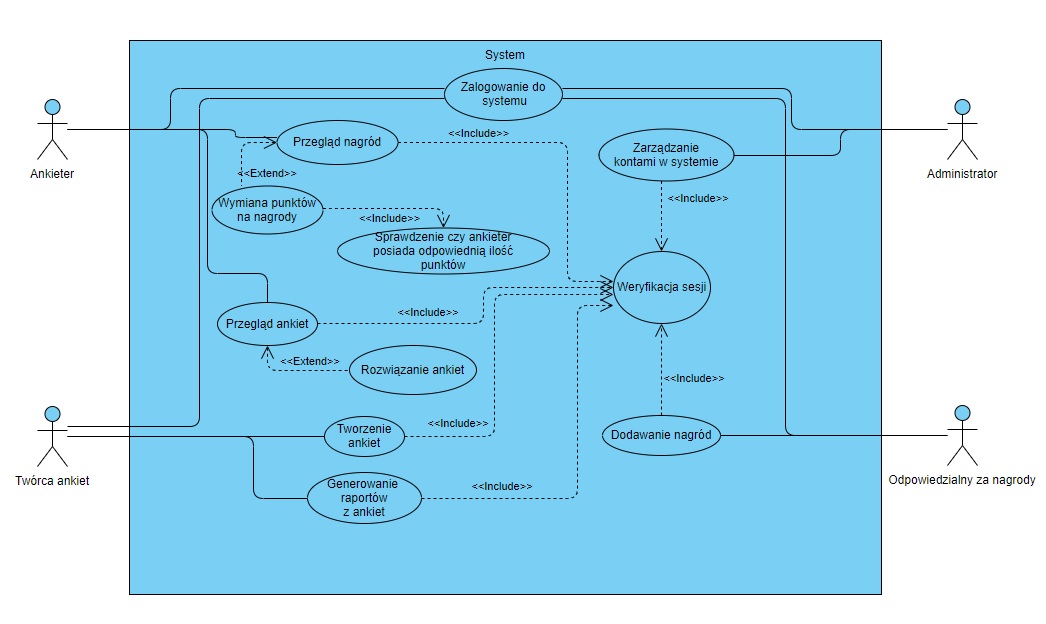 System
Zalogowanie do
systemu
Ankieter
Przegląd nagród
<<Include>>
Zarządzanie
kontami w systemie
Administrator
<<Extend>>
Wymiana punktów
na nagrody
<<Include>>
<<Include>>
Sprawdzenie czy ankieter
posiada odpowiednią ilość
punktów
Weryfikacja sesji
Przegląd ankiet
<<Include>>
<<Extend>>
Rozwiązanie ankiet
<<Include>>
Tworzenie
ankiet
<<Include>>
Dodawanie nagród
Twórca ankiet
Generowanie
raportów
z ankiet
<<Include>>
Odpowiedzialny za nagrody